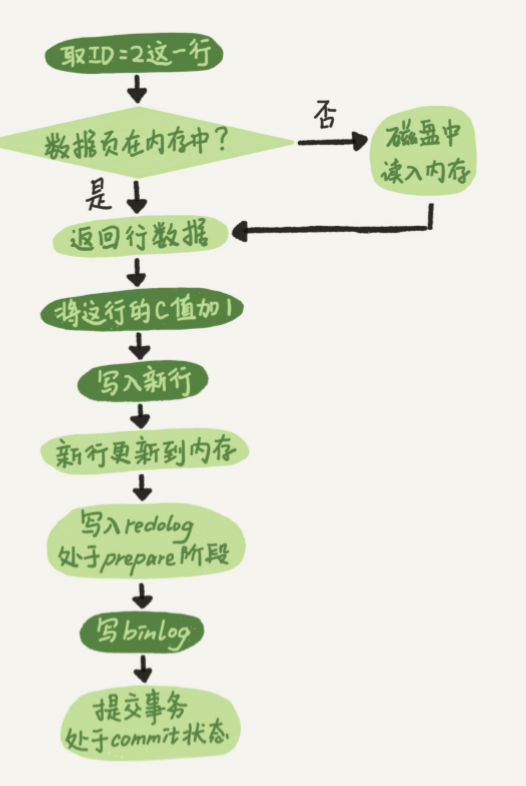 取ID=2这一行
数据页在内存中？
否
磁盘中
读入内存
是
返回行数据
将这行的C值加1
写入新行
新行更新到内存
写入redolog
处于prepare阶段
写binlog
提交事务
处于commit状态